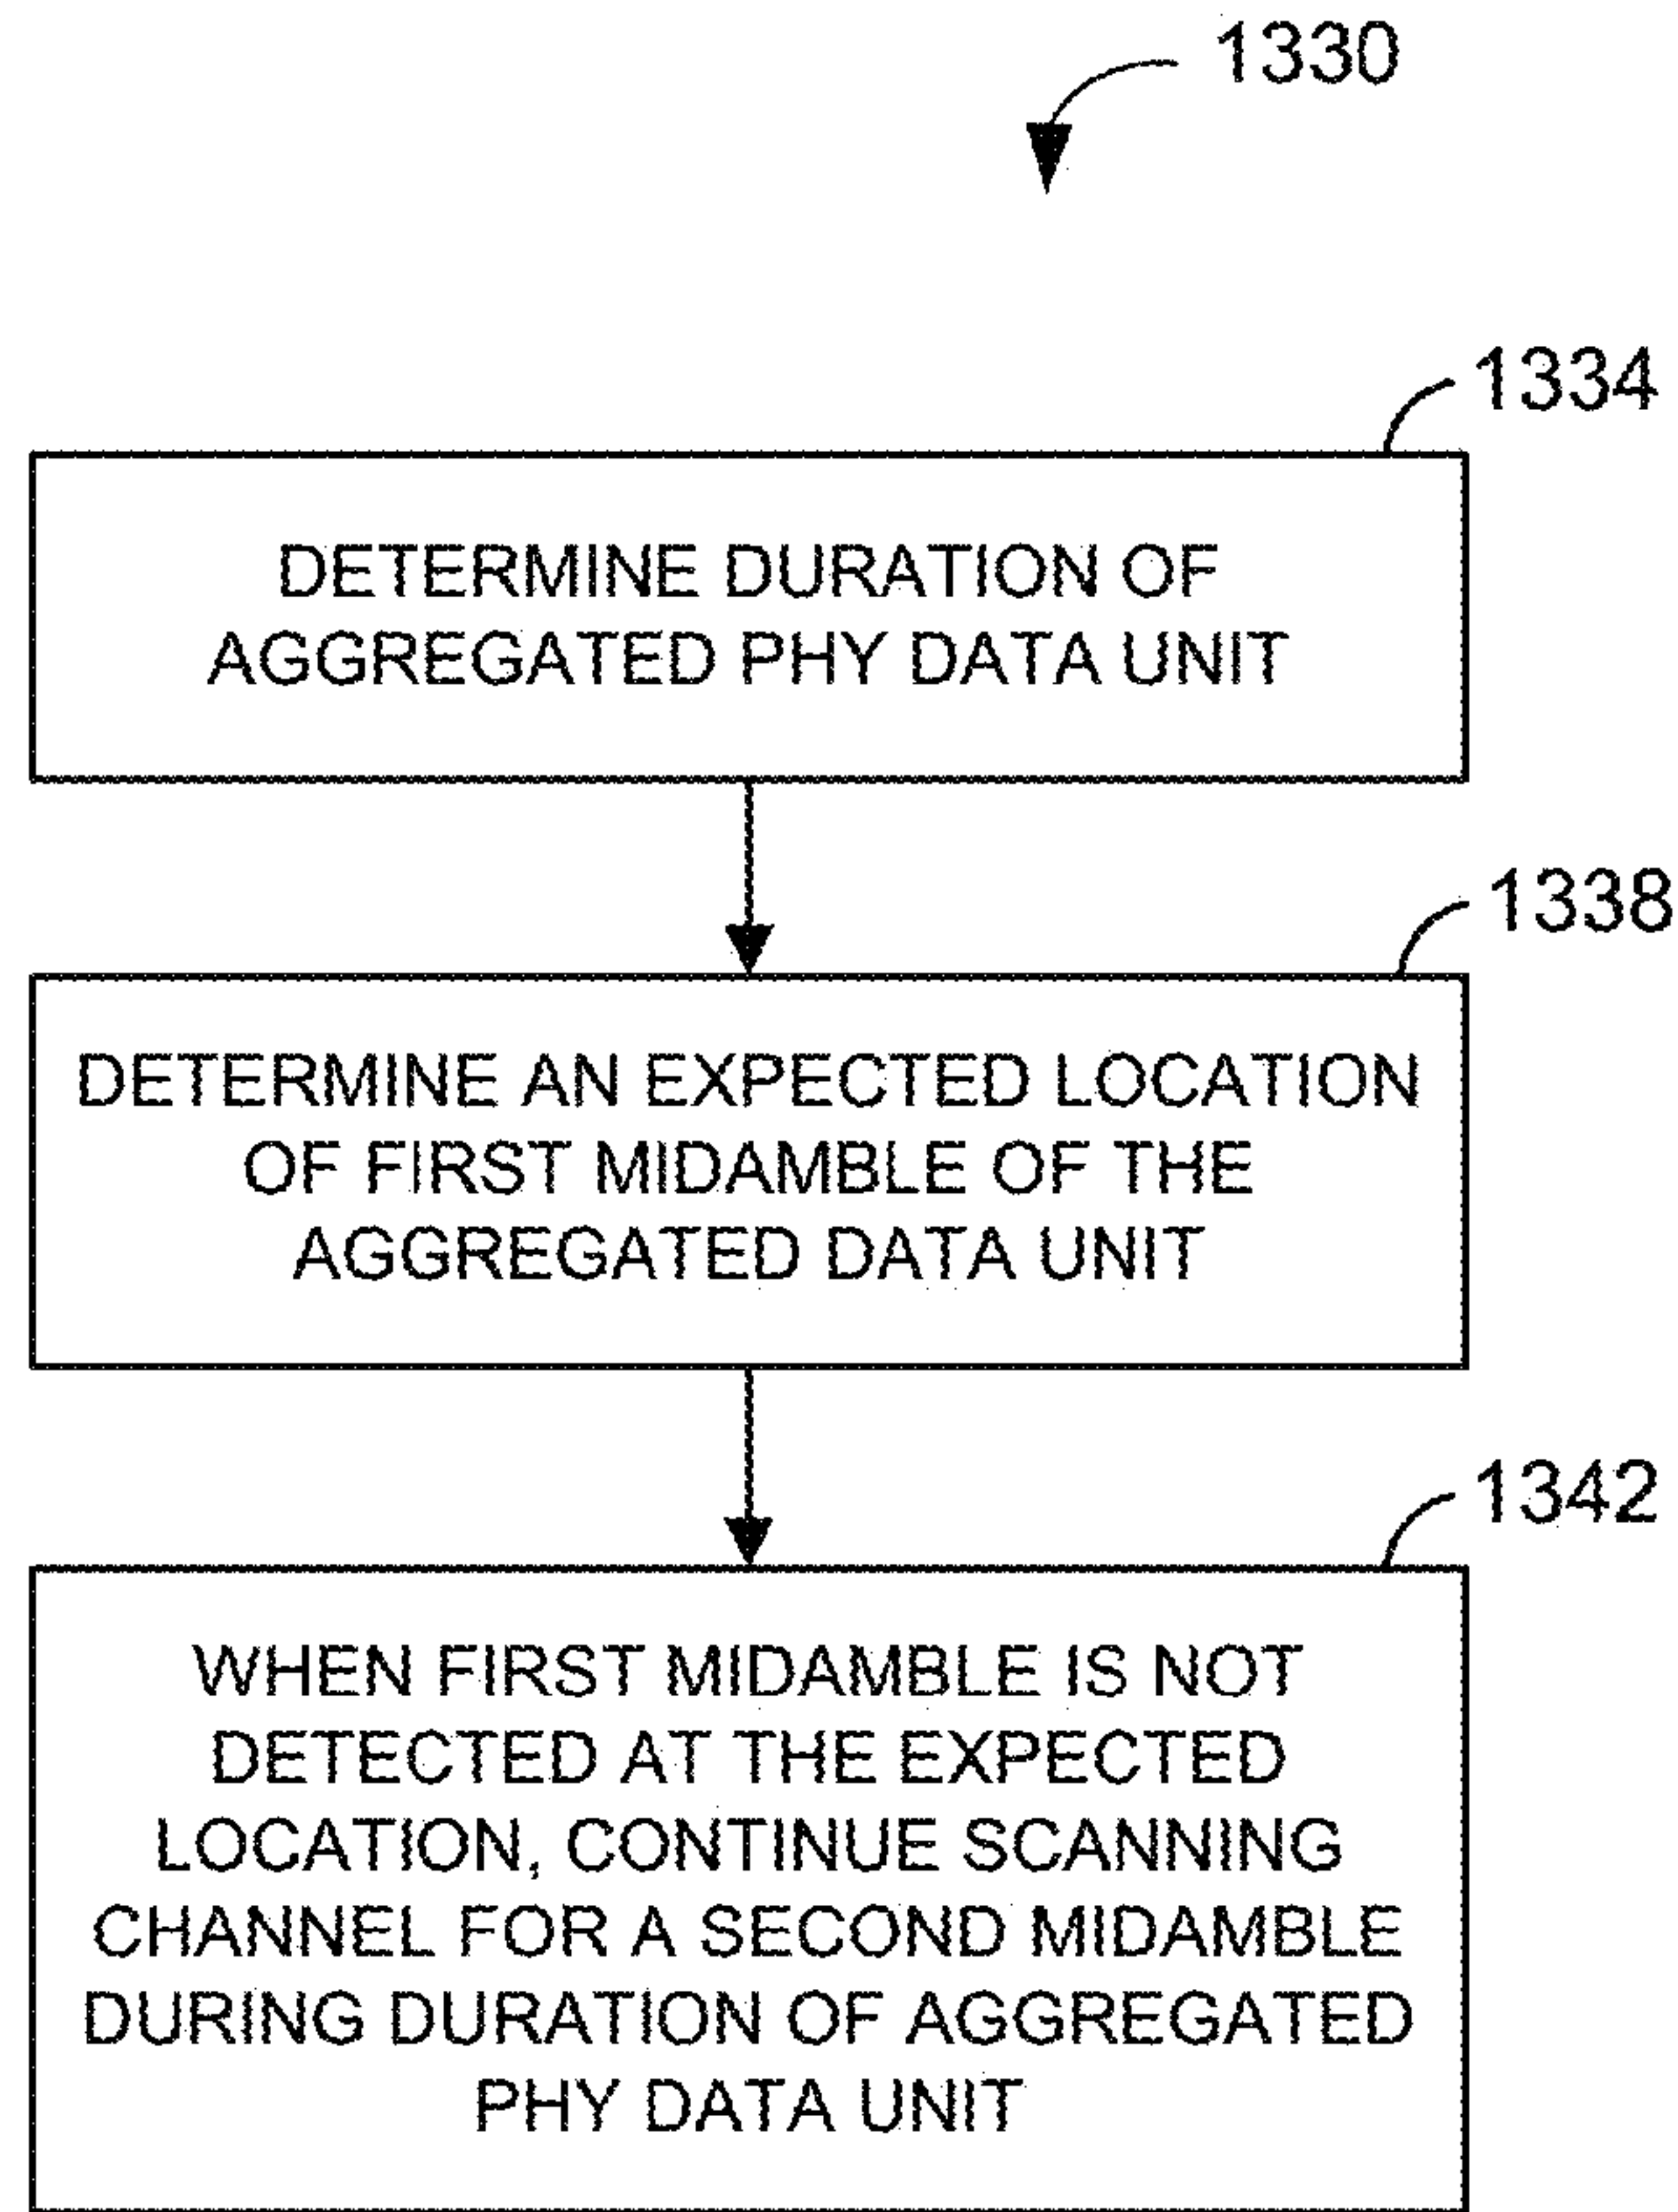 1330
1334
DETERMINE DURATION OF
AGGREGATED PHY DATA UNIT
1338
DETERMINE AN EXPECTED LOCATION
OF FIRST MIDAMBLE OF THE
AGGREGATED DATA UNIT
1342
WHEN FIRST MIDAMBLE IS NOT
DETECTED AT THE EXPECTED
LOCATION, CONTINUE SCANNING
CHANNEL FOR A SECOND MIDAMBLE
DURING DURATION OF AGGREGATED
PHY DATA UNIT